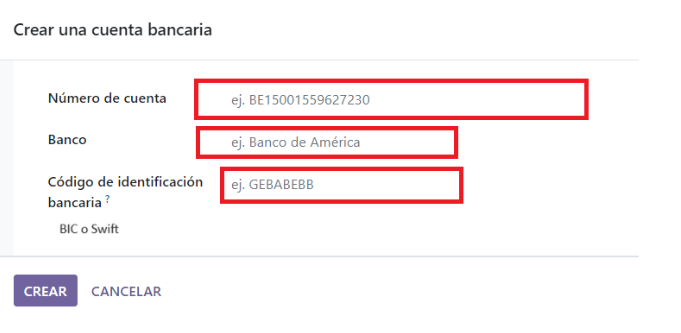 Crear una cuenta bancaria
Número de cuenta
ej. BE15001559627230
Banco
ej. Banco de América
Código de identificación
bancaria ?
ej. GEBABEBB
BIC o Swift
CREAR
CANCELAR